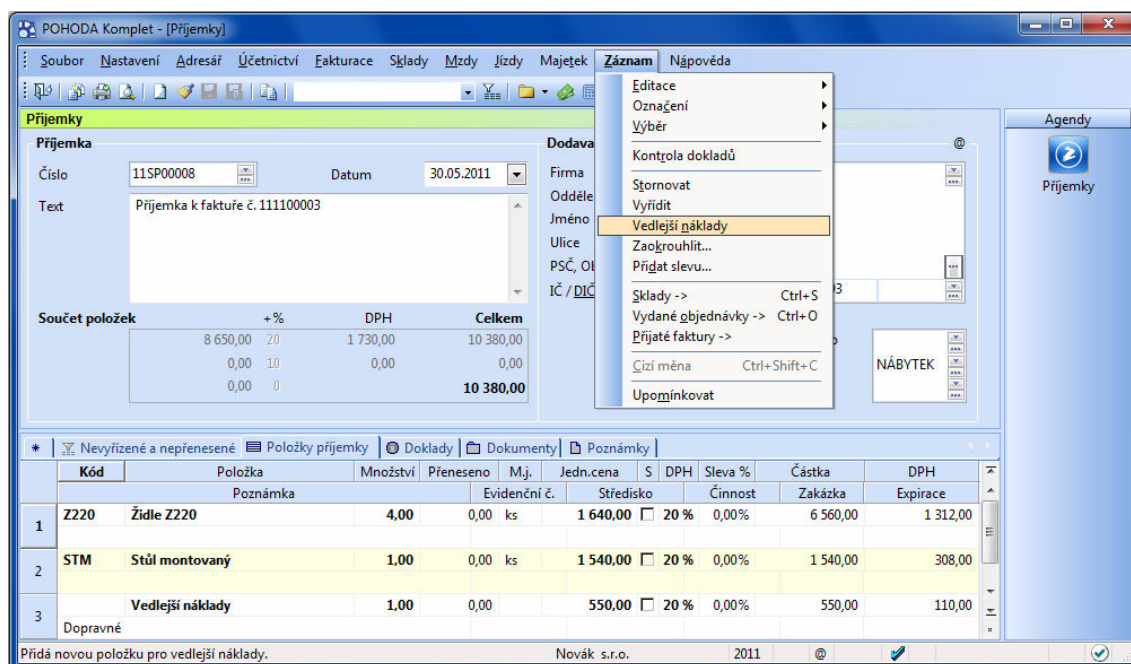 POHODA Komplet - [Příjemky]
Soubor Nastavení Adresář Účetnictví Fakturace Sklady Mzdy Jízdy Majetek Záznam Nápověda
Příjemky
Agendy
Příjemky
Příjemka
Číslo 11SP00008 Datum 30.05.2011
Text Příjemka k faktuře č. 111100003
Součet položek +% DPH Celkem
8 650,00 20 1 730,00 10 380,00
0,00 10 0,00 0,00
0,00 0 10 380,00
Dodava @
Firma
Odděle
Jméno
Ulice
PSČ, Ob
IČ / DIČ
NÁBYTEK
Editace
Označení
Výběr
Kontrola dokladů
Stornovat
Vyřídit
Vedlejší náklady
Zaokrouhlit...
Přidat slevu...
Sklady -> Ctrl+S
Vydané objednávky -> Ctrl+O
Přijaté faktury ->
Cizí měna Ctrl+Shift+C
Upomínkovat
* Nevyřízené a nepřenesené Položky příjemky Doklady Dokumenty Poznámky
Kód Položka Množství Přeneseno M.j. Jedn.cena S DPH Sleva % Částka DPH
Poznámka Evidenční č. Středisko Činnost Zakázka Expirace
1 Z220 Židle Z220 4,00 0,00 ks 1 640,00 20 % 0,00% 6 560,00 1 312,00
2 STM Stůl montovaný 1,00 0,00 ks 1 540,00 20 % 0,00% 1 540,00 308,00
3 Vedlejší náklady 1,00 0,00 550,00 20 % 0,00% 550,00 110,00
Dopravné
Přidá novou položku pro vedlejší náklady. Novák s.r.o. 2011 @